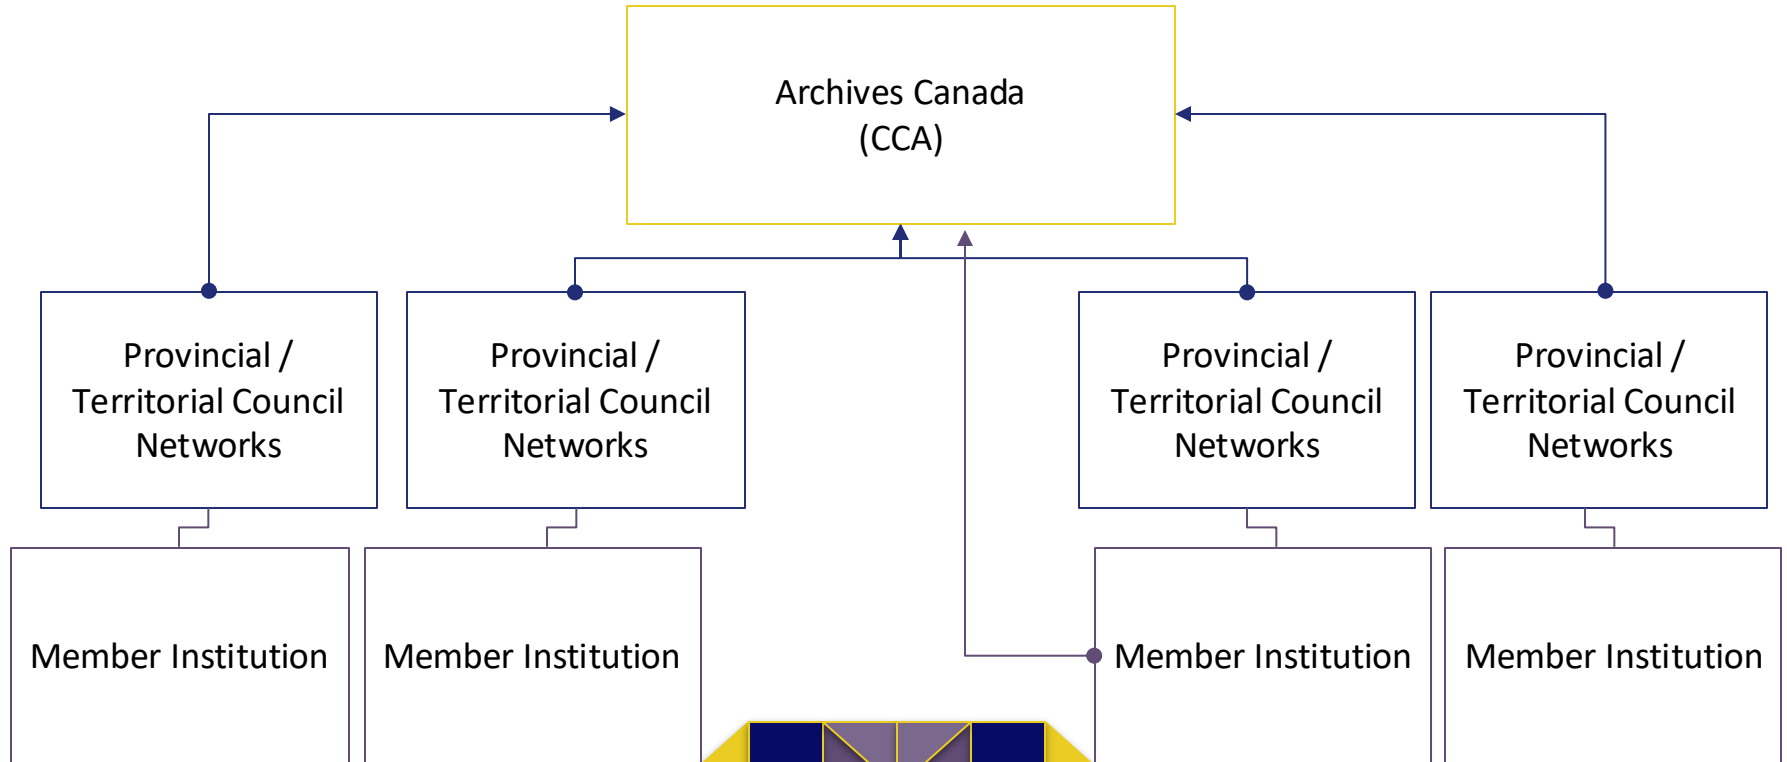 Archives Canada
(CCA)
Provincial /
Territorial Council
Networks
Provincial /
Territorial Council
Networks
Provincial /
Territorial Council
Networks
Provincial /
Territorial Council
Networks
Member Institution
Member Institution
Member Institution
Member Institution